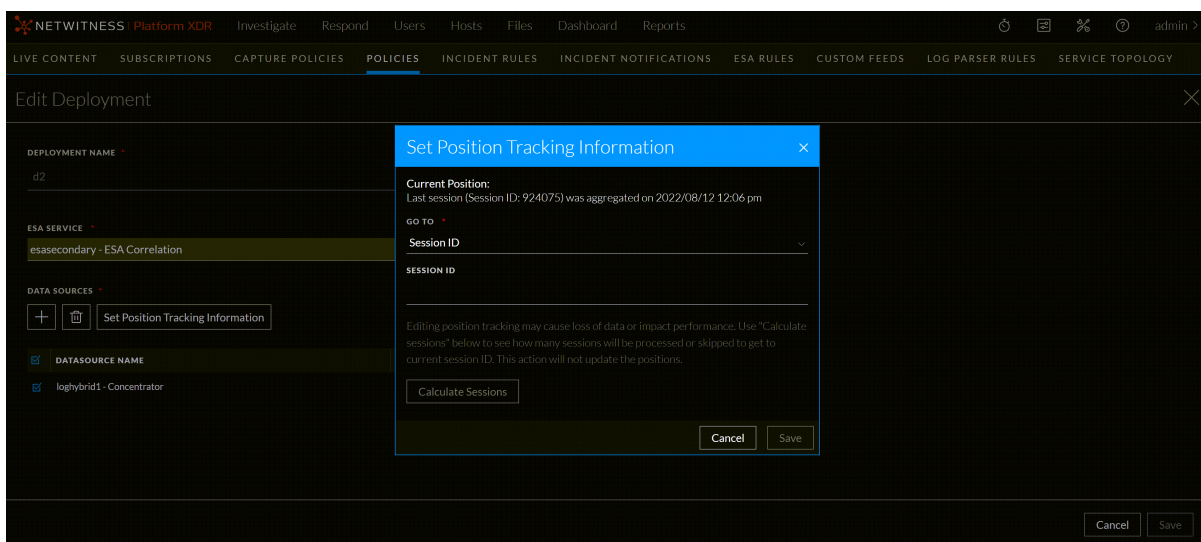 NETWITNESS Platform XDR Investigate Respond Users Hosts Files Dashboard Reports admin >
LIVE CONTENT SUBSCRIPTIONS CAPTURE POLICIES POLICIES INCIDENT RULES INCIDENT NOTIFICATIONS ESA RULES CUSTOM FEEDS LOG PARSER RULES SERVICE TOPOLOGY
Edit Deployment
DEPLOYMENT NAME *
d2
ESA SERVICE *
esasecondary - ESA Correlation
DATA SOURCES *
Set Position Tracking Information
DATASOURCE NAME
loghybrid1 - Concentrator
Set Position Tracking Information
Current Position:
Last session (Session ID: 924075) was aggregated on 2022/08/12 12:06 pm
GO TO *
Session ID
SESSION ID
Editing position tracking may cause loss of data or impact performance. Use "Calculate
sessions" below to see how many sessions will be processed or skipped to get to
current session ID. This action will not update the positions.
Calculate Sessions
Cancel Save
Cancel Save